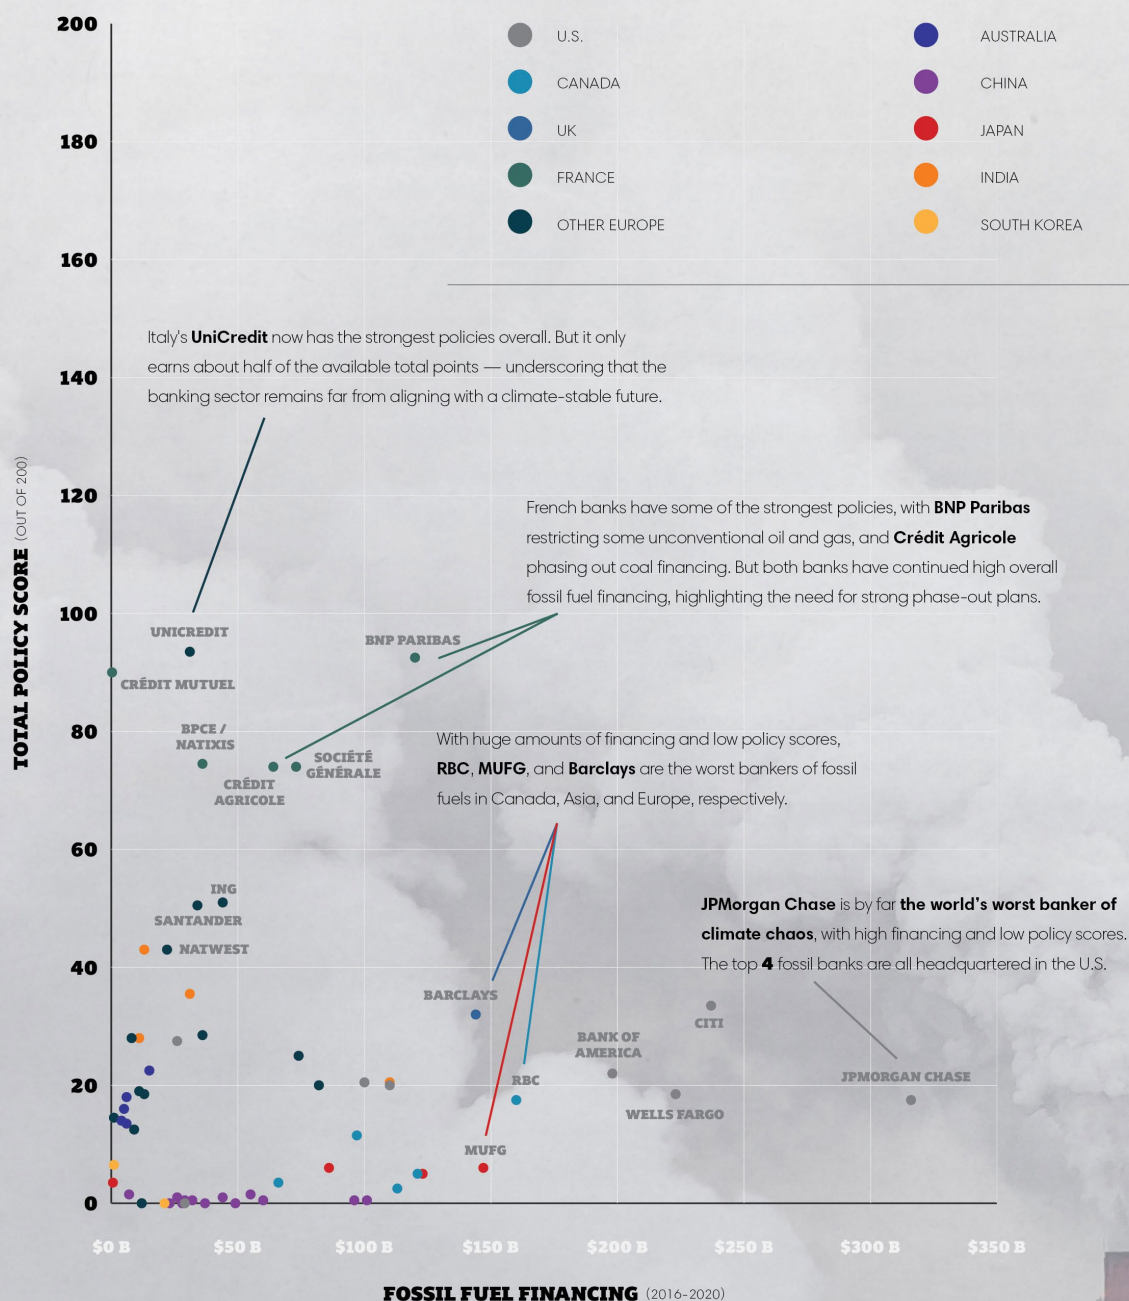 200
180
160
140
120
100
80
60
40
20
0
TOTAL POLICY SCORE (OUT OF 200)
U.S.
CANADA
UK
FRANCE
OTHER EUROPE
AUSTRALIA
CHINA
JAPAN
INDIA
SOUTH KOREA
Italy's UniCredit now has the strongest policies overall. But it only
earns about half of the available total points — underscoring that the
banking sector remains far from aligning with a climate-stable future.
French banks have some of the strongest policies, with BNP Paribas
restricting some unconventional oil and gas, and Crédit Agricole
phasing out coal financing. But both banks have continued high overall
fossil fuel financing, highlighting the need for strong phase-out plans.
UNICREDIT
BNP PARIBAS
CRÉDIT MUTUEL
BPCE /
NATIXIS
CRÉDIT
AGRICOLE
SOCIÉTÉ
GÉNÉRALE
With huge amounts of financing and low policy scores,
RBC, MUFG, and Barclays are the worst bankers of fossil
fuels in Canada, Asia, and Europe, respectively.
ING
SANTANDER
NATWEST
JPMorgan Chase is by far the world's worst banker of
climate chaos, with high financing and low policy scores.
The top 4 fossil banks are all headquartered in the U.S.
BARCLAYS
CITI
BANK OF
AMERICA
RBC
JPMORGAN CHASE
WELLS FARGO
MUFG
$0 B
$50 B
$100 B
$150 B
$200 B
$250 B
$300 B
$350 B
FOSSIL FUEL FINANCING (2016-2020)